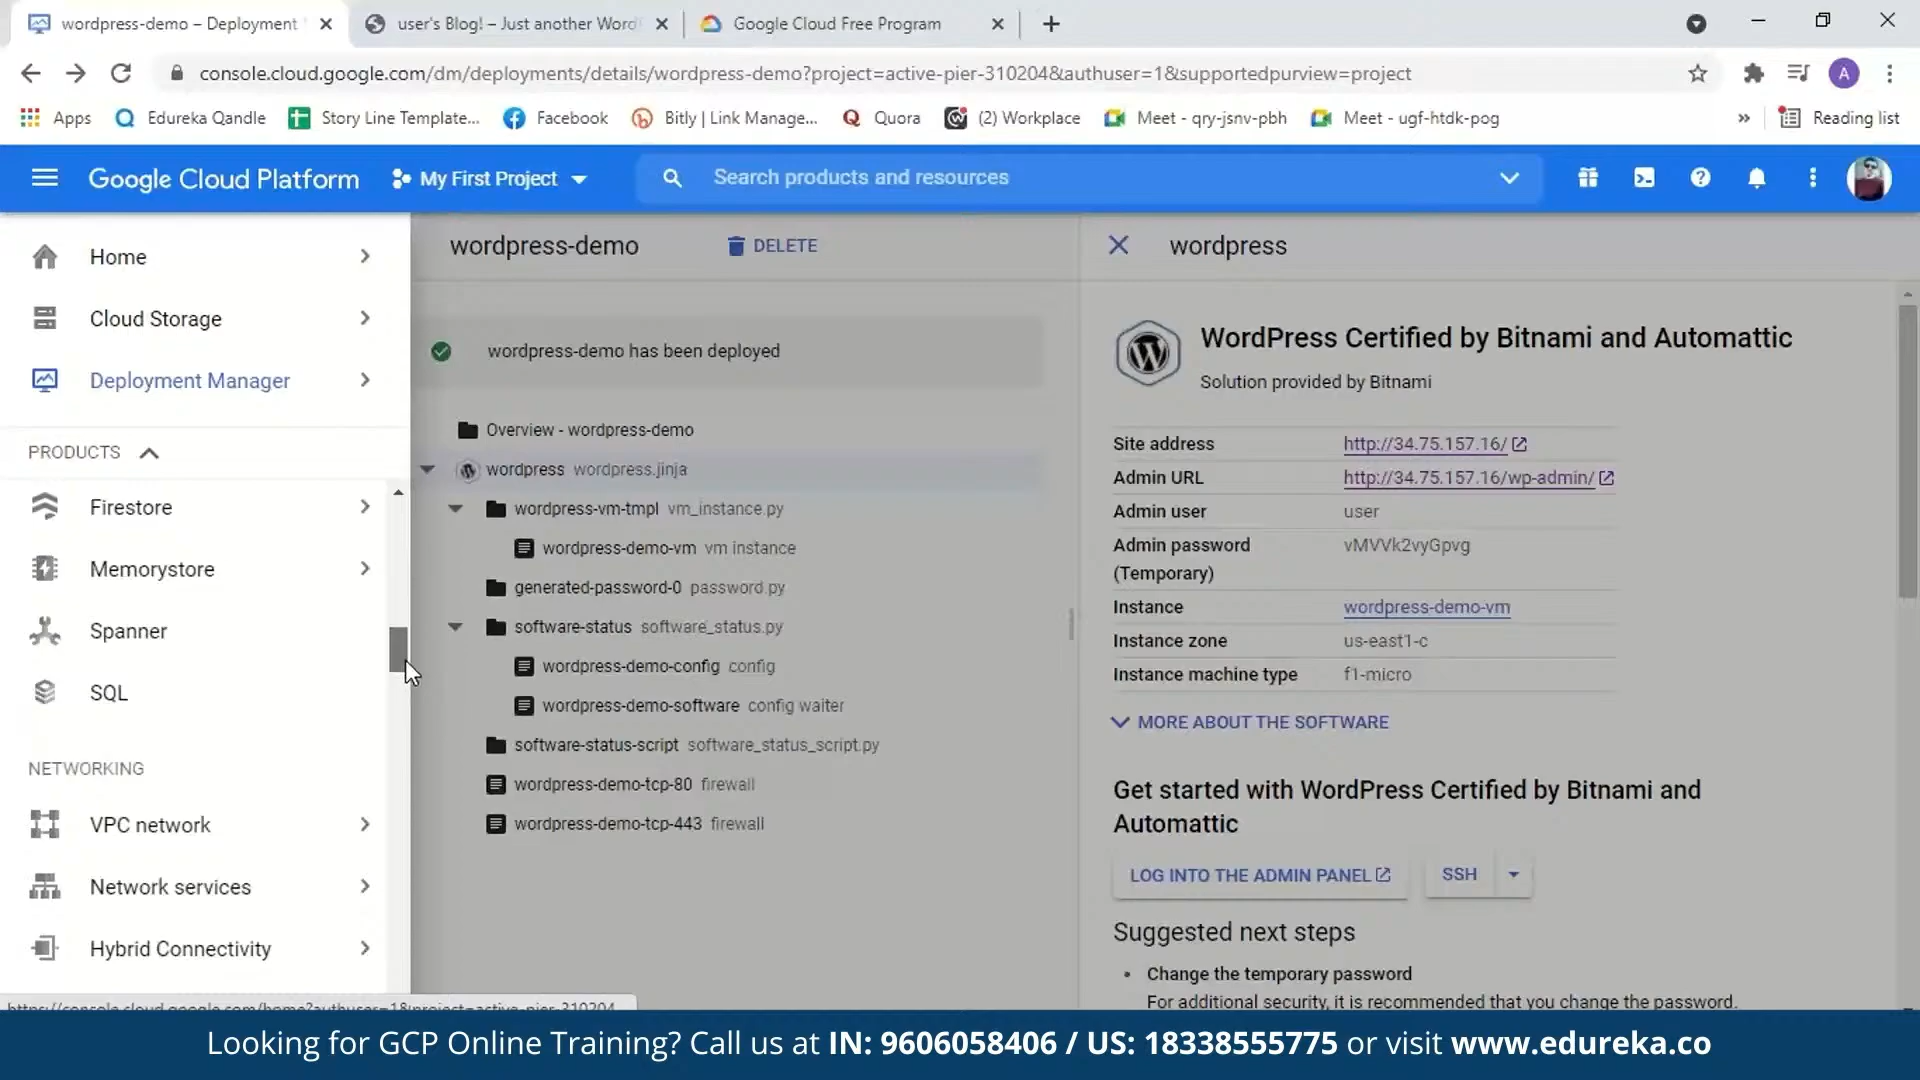 wordpress-demo – Deployment
user's Blog! – Just another Word
Google Cloud Free Program
console.cloud.google.com/dm/deployments/details/wordpress-demo?project=active-pier-310204&authuser=1&supportedpurview=project
A
Apps
Edureka Qandle
Story Line Template...
Facebook
Bitly | Link Manage...
Quora
(2) Workplace
Meet - qry-jsnv-pbh
Meet - ugf-htdk-pog
»
Reading list
Google Cloud Platform
My First Project
Search products and resources
Home
Cloud Storage
Deployment Manager
PRODUCTS
Firestore
Memorystore
Spanner
SQL
NETWORKING
VPC network
Network services
Hybrid Connectivity
https://console.cloud.google.com/home?authuser=1&project=active-pier-310204
wordpress-demo
DELETE
wordpress-demo has been deployed
Overview - wordpress-demo
wordpress wordpress.jinja
wordpress-vm-tmpl vm_instance.py
wordpress-demo-vm vm instance
generated-password-0 password.py
software-status software_status.py
wordpress-demo-config config
wordpress-demo-software config waiter
software-status-script software_status_script.py
wordpress-demo-tcp-80 firewall
wordpress-demo-tcp-443 firewall
wordpress
WordPress Certified by Bitnami and Automattic
Solution provided by Bitnami
Site address http://34.75.157.16/
Admin URL http://34.75.157.16/wp-admin/
Admin user user
Admin password vMVVk2vyGpvg
(Temporary)
Instance wordpress-demo-vm
Instance zone us-east1-c
Instance machine type f1-micro
MORE ABOUT THE SOFTWARE
Get started with WordPress Certified by Bitnami and
Automattic
LOG INTO THE ADMIN PANEL
SSH
Suggested next steps
• Change the temporary password
For additional security, it is recommended that you change the password.
Looking for GCP Online Training? Call us at IN: 9606058406 / US: 18338555775 or visit www.edureka.co